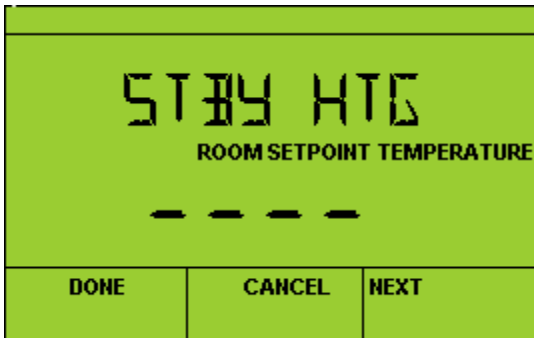 STBY HTG
ROOM SETPOINT TEMPERATURE
- - - -
DONE CANCEL NEXT